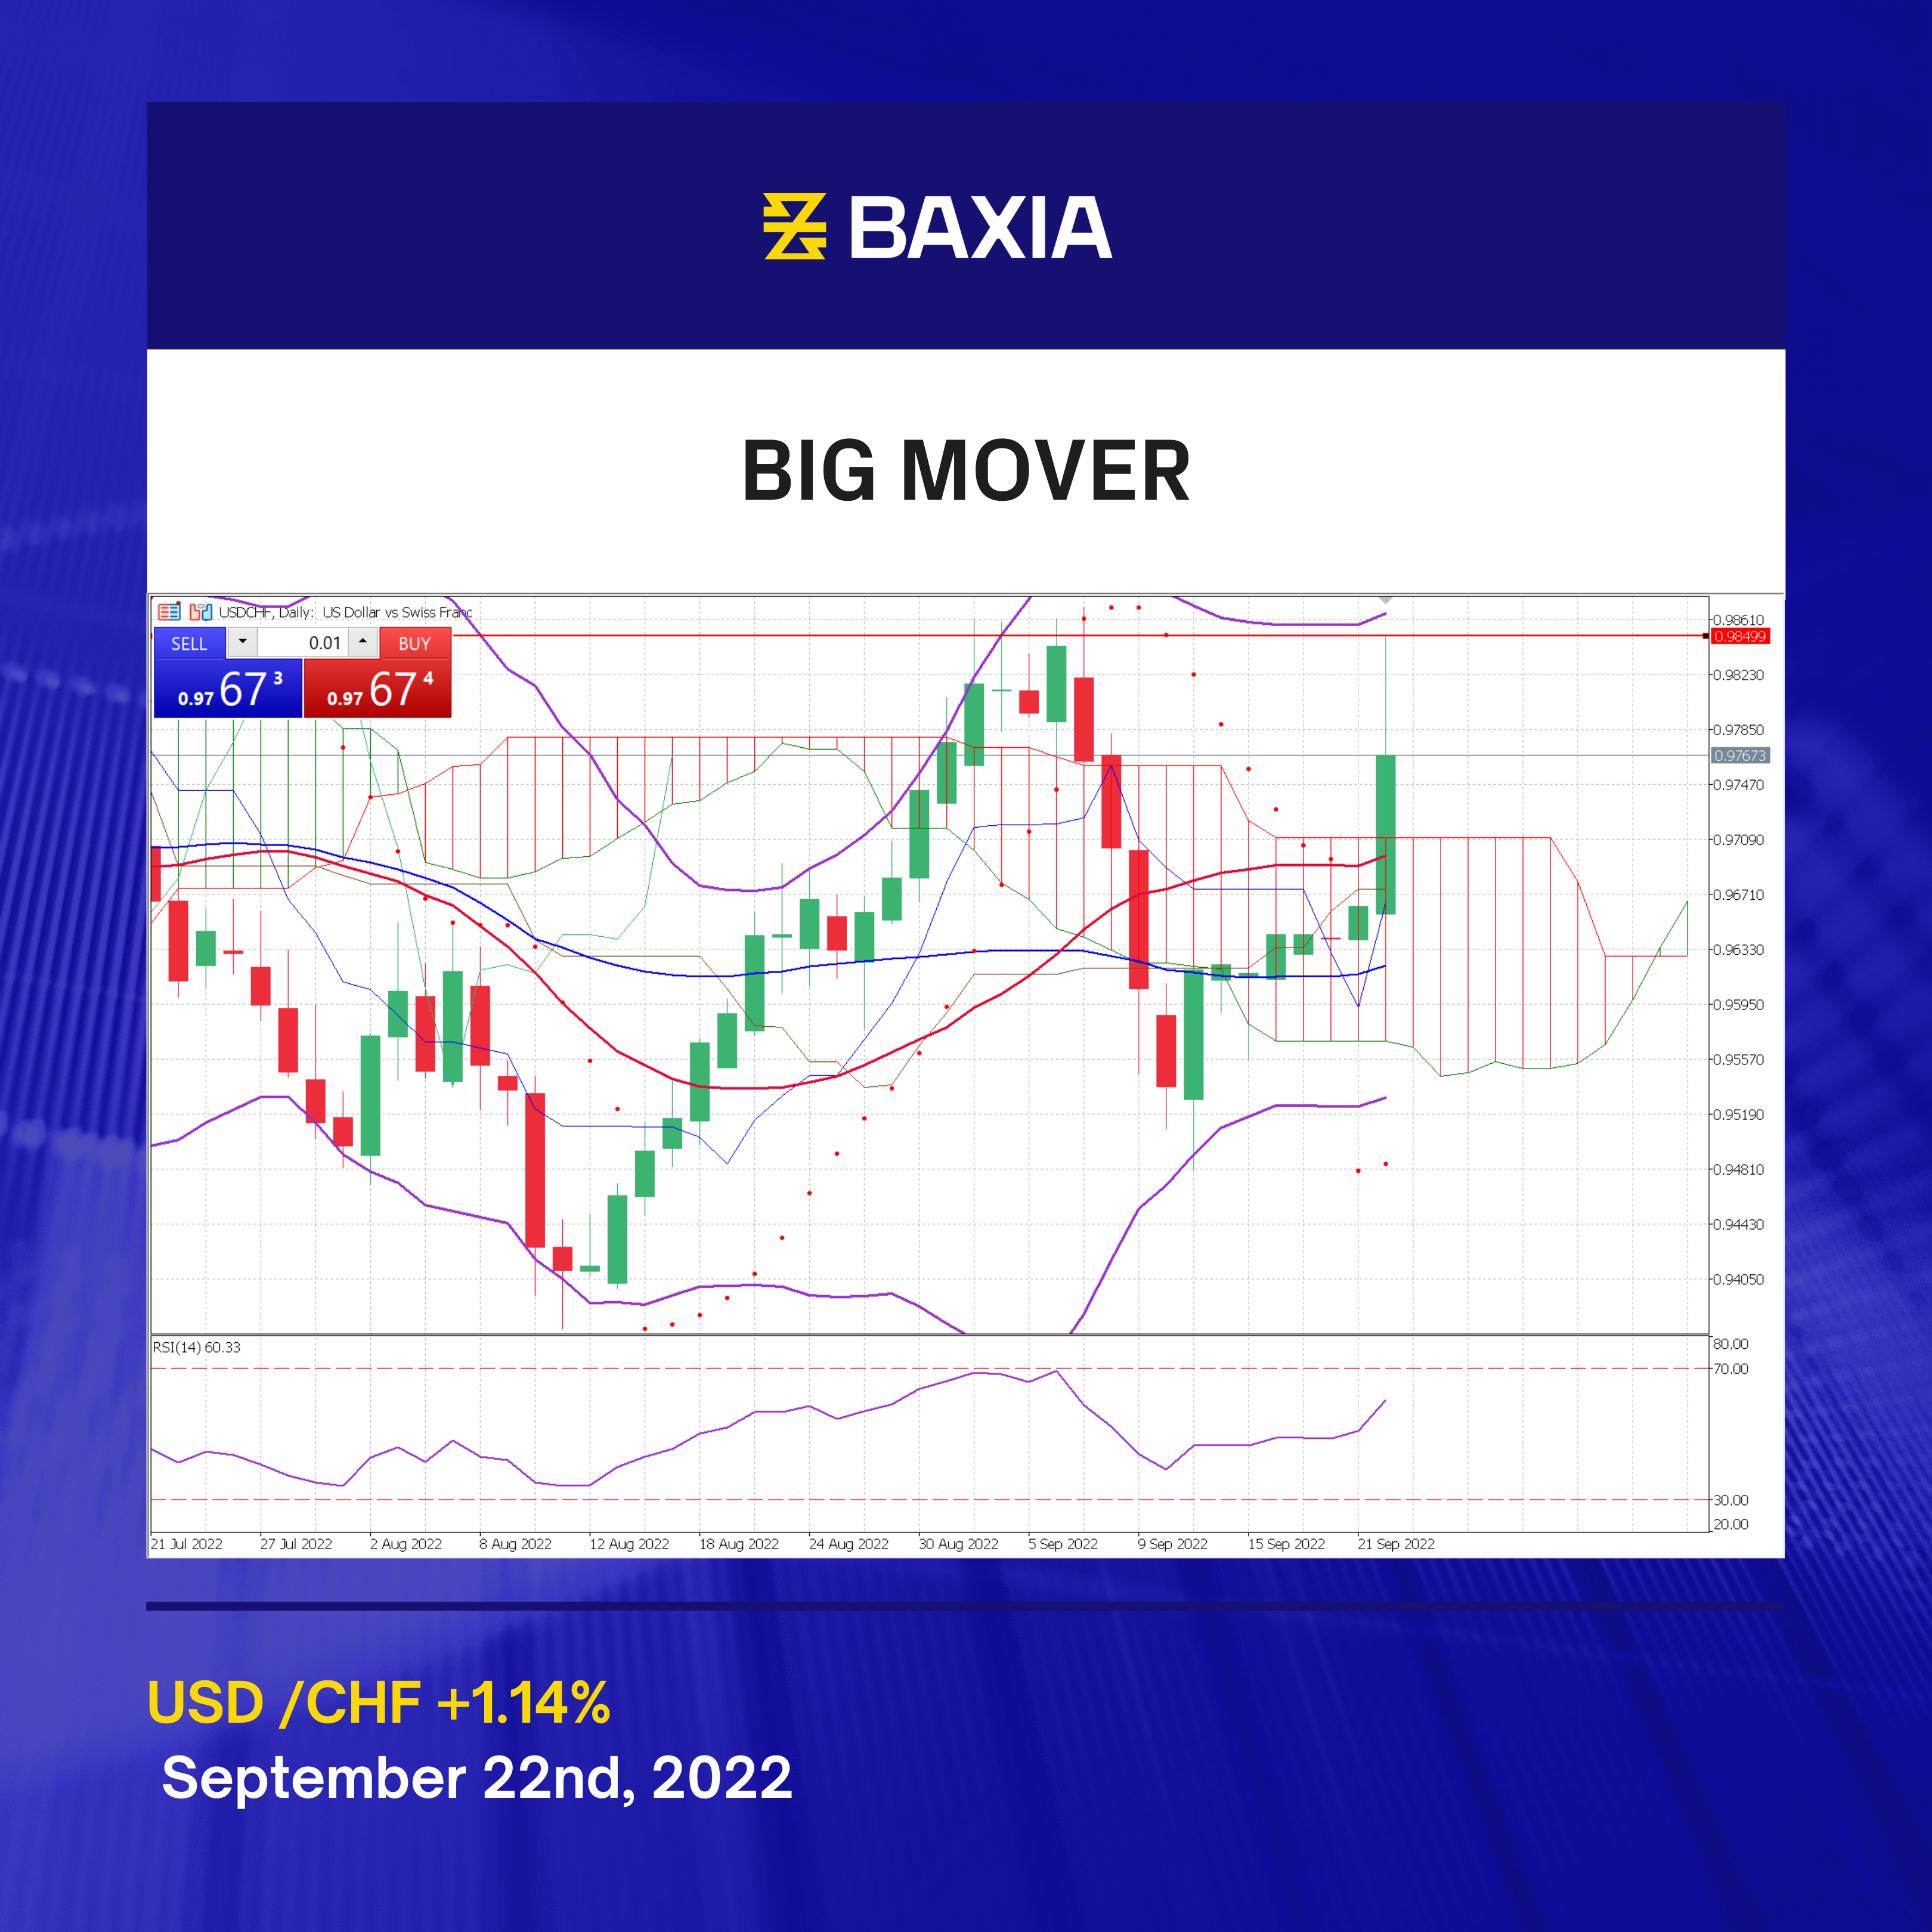 BAXIA
BIG MOVER
USDCHF, Daily: US Dollar vs Swiss Franc
SELL 0.01 BUY
0.97 67 3 0.97 67 4
0.98610
0.98499
0.98230
0.97850
0.97673
0.97470
0.97090
0.96710
0.96330
0.95950
0.95570
0.95190
0.94810
0.94430
0.94050
RSI(14) 60.33
80.00
70.00
30.00
20.00
21 Jul 2022 27 Jul 2022 2 Aug 2022 8 Aug 2022 12 Aug 2022 18 Aug 2022 24 Aug 2022 30 Aug 2022 5 Sep 2022 9 Sep 2022 15 Sep 2022 21 Sep 2022
USD /CHF +1.14%
September 22nd, 2022